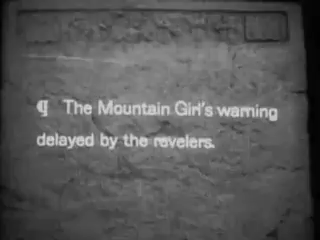 ¶ The Mountain Girl's warning
delayed by the revelers.